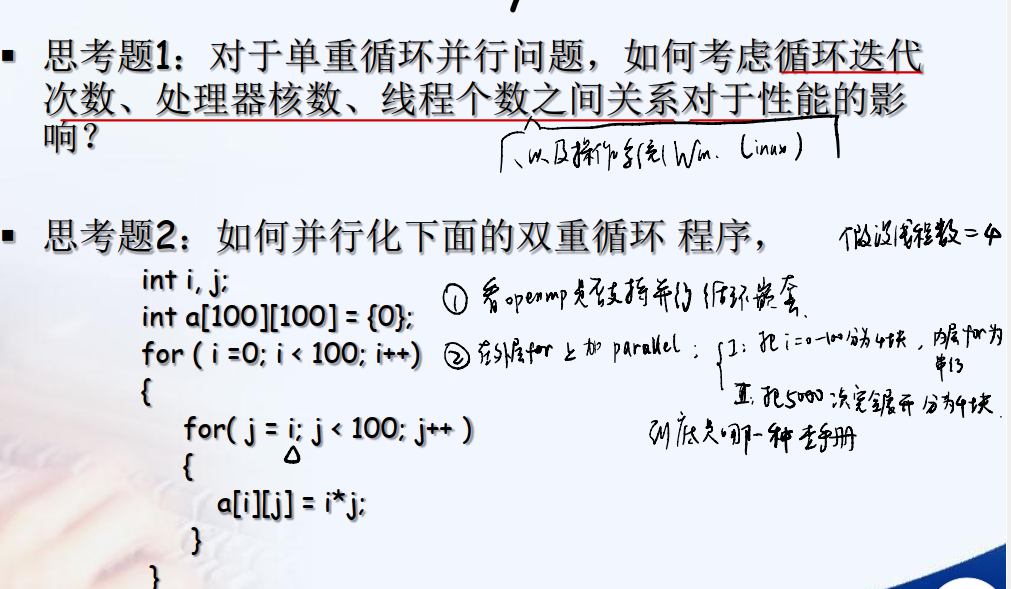 ▪ 思考题1：对于单重循环并行问题，如何考虑循环迭代
次数、处理器核数、线程个数之间关系对于性能的影
响？
、以及操作系统（Win. Linux）
▪ 思考题2：如何并行化下面的双重循环 程序，
假设线程数=4
int i, j;
① 看openmp是否支持并行循环嵌套.
int a[100][100] = {0};
for ( i =0; i < 100; i++)
② 在外层for上加 parallel：
I：把i=0-100分为4块，内层for为
串行
{
II. 把5000次完全展开分为4块.
for( j = i; j < 100; j++ )
到底是哪一种查手册
{
a[i][j] = i*j;
}
}